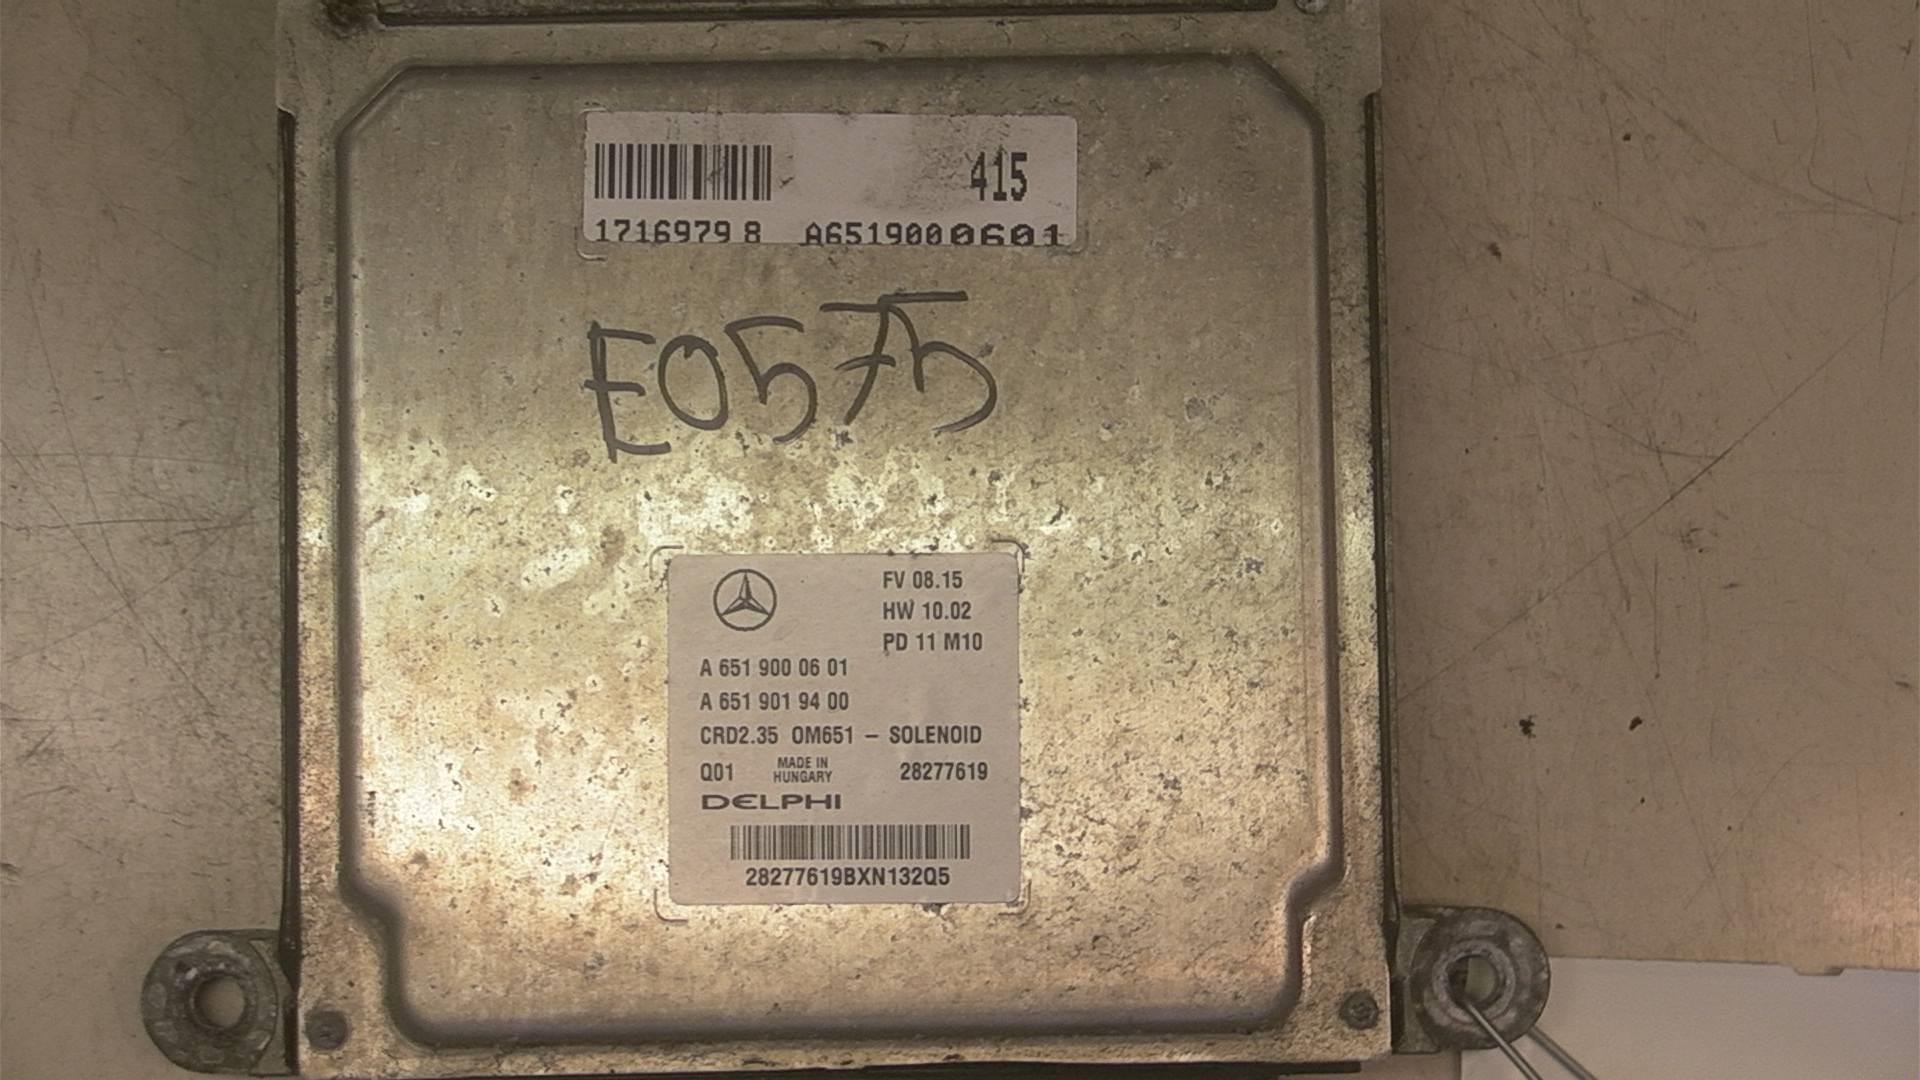 415
1716979 8 A6519000601
E0575
FV 08.15
HW 10.02
PD 11 M10
A 651 900 06 01
A 651 901 94 00
CRD2.35 OM651 – SOLENOID
Q01 MADE IN HUNGARY 28277619
DELPHI
28277619BXN132Q5